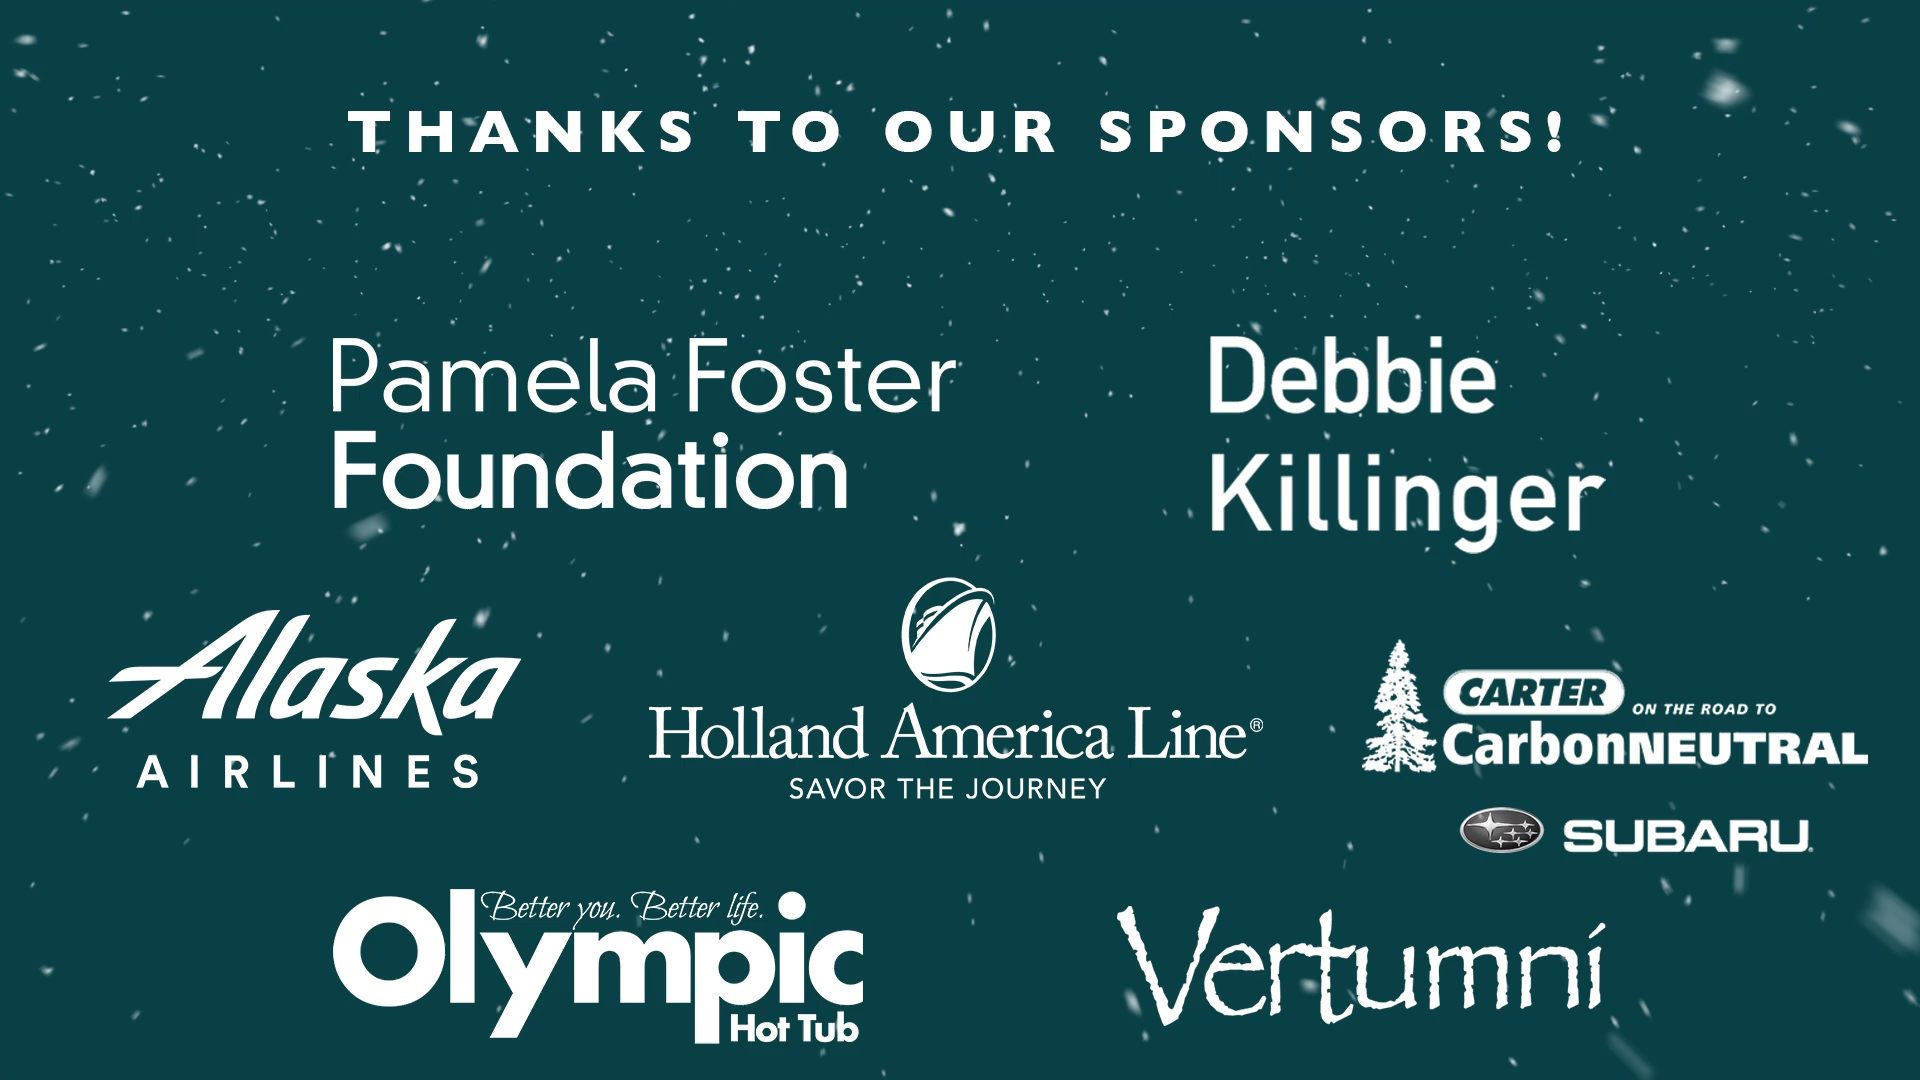 THANKS TO OUR SPONSORS!
Pamela Foster
Foundation
Debbie
Killinger
Alaska
AIRLINES
Holland America Line®
SAVOR THE JOURNEY
CARTER ON THE ROAD TO
CarbonNEUTRAL
SUBARU
Better you. Better life.
Olympic
Hot Tub
Vertumni